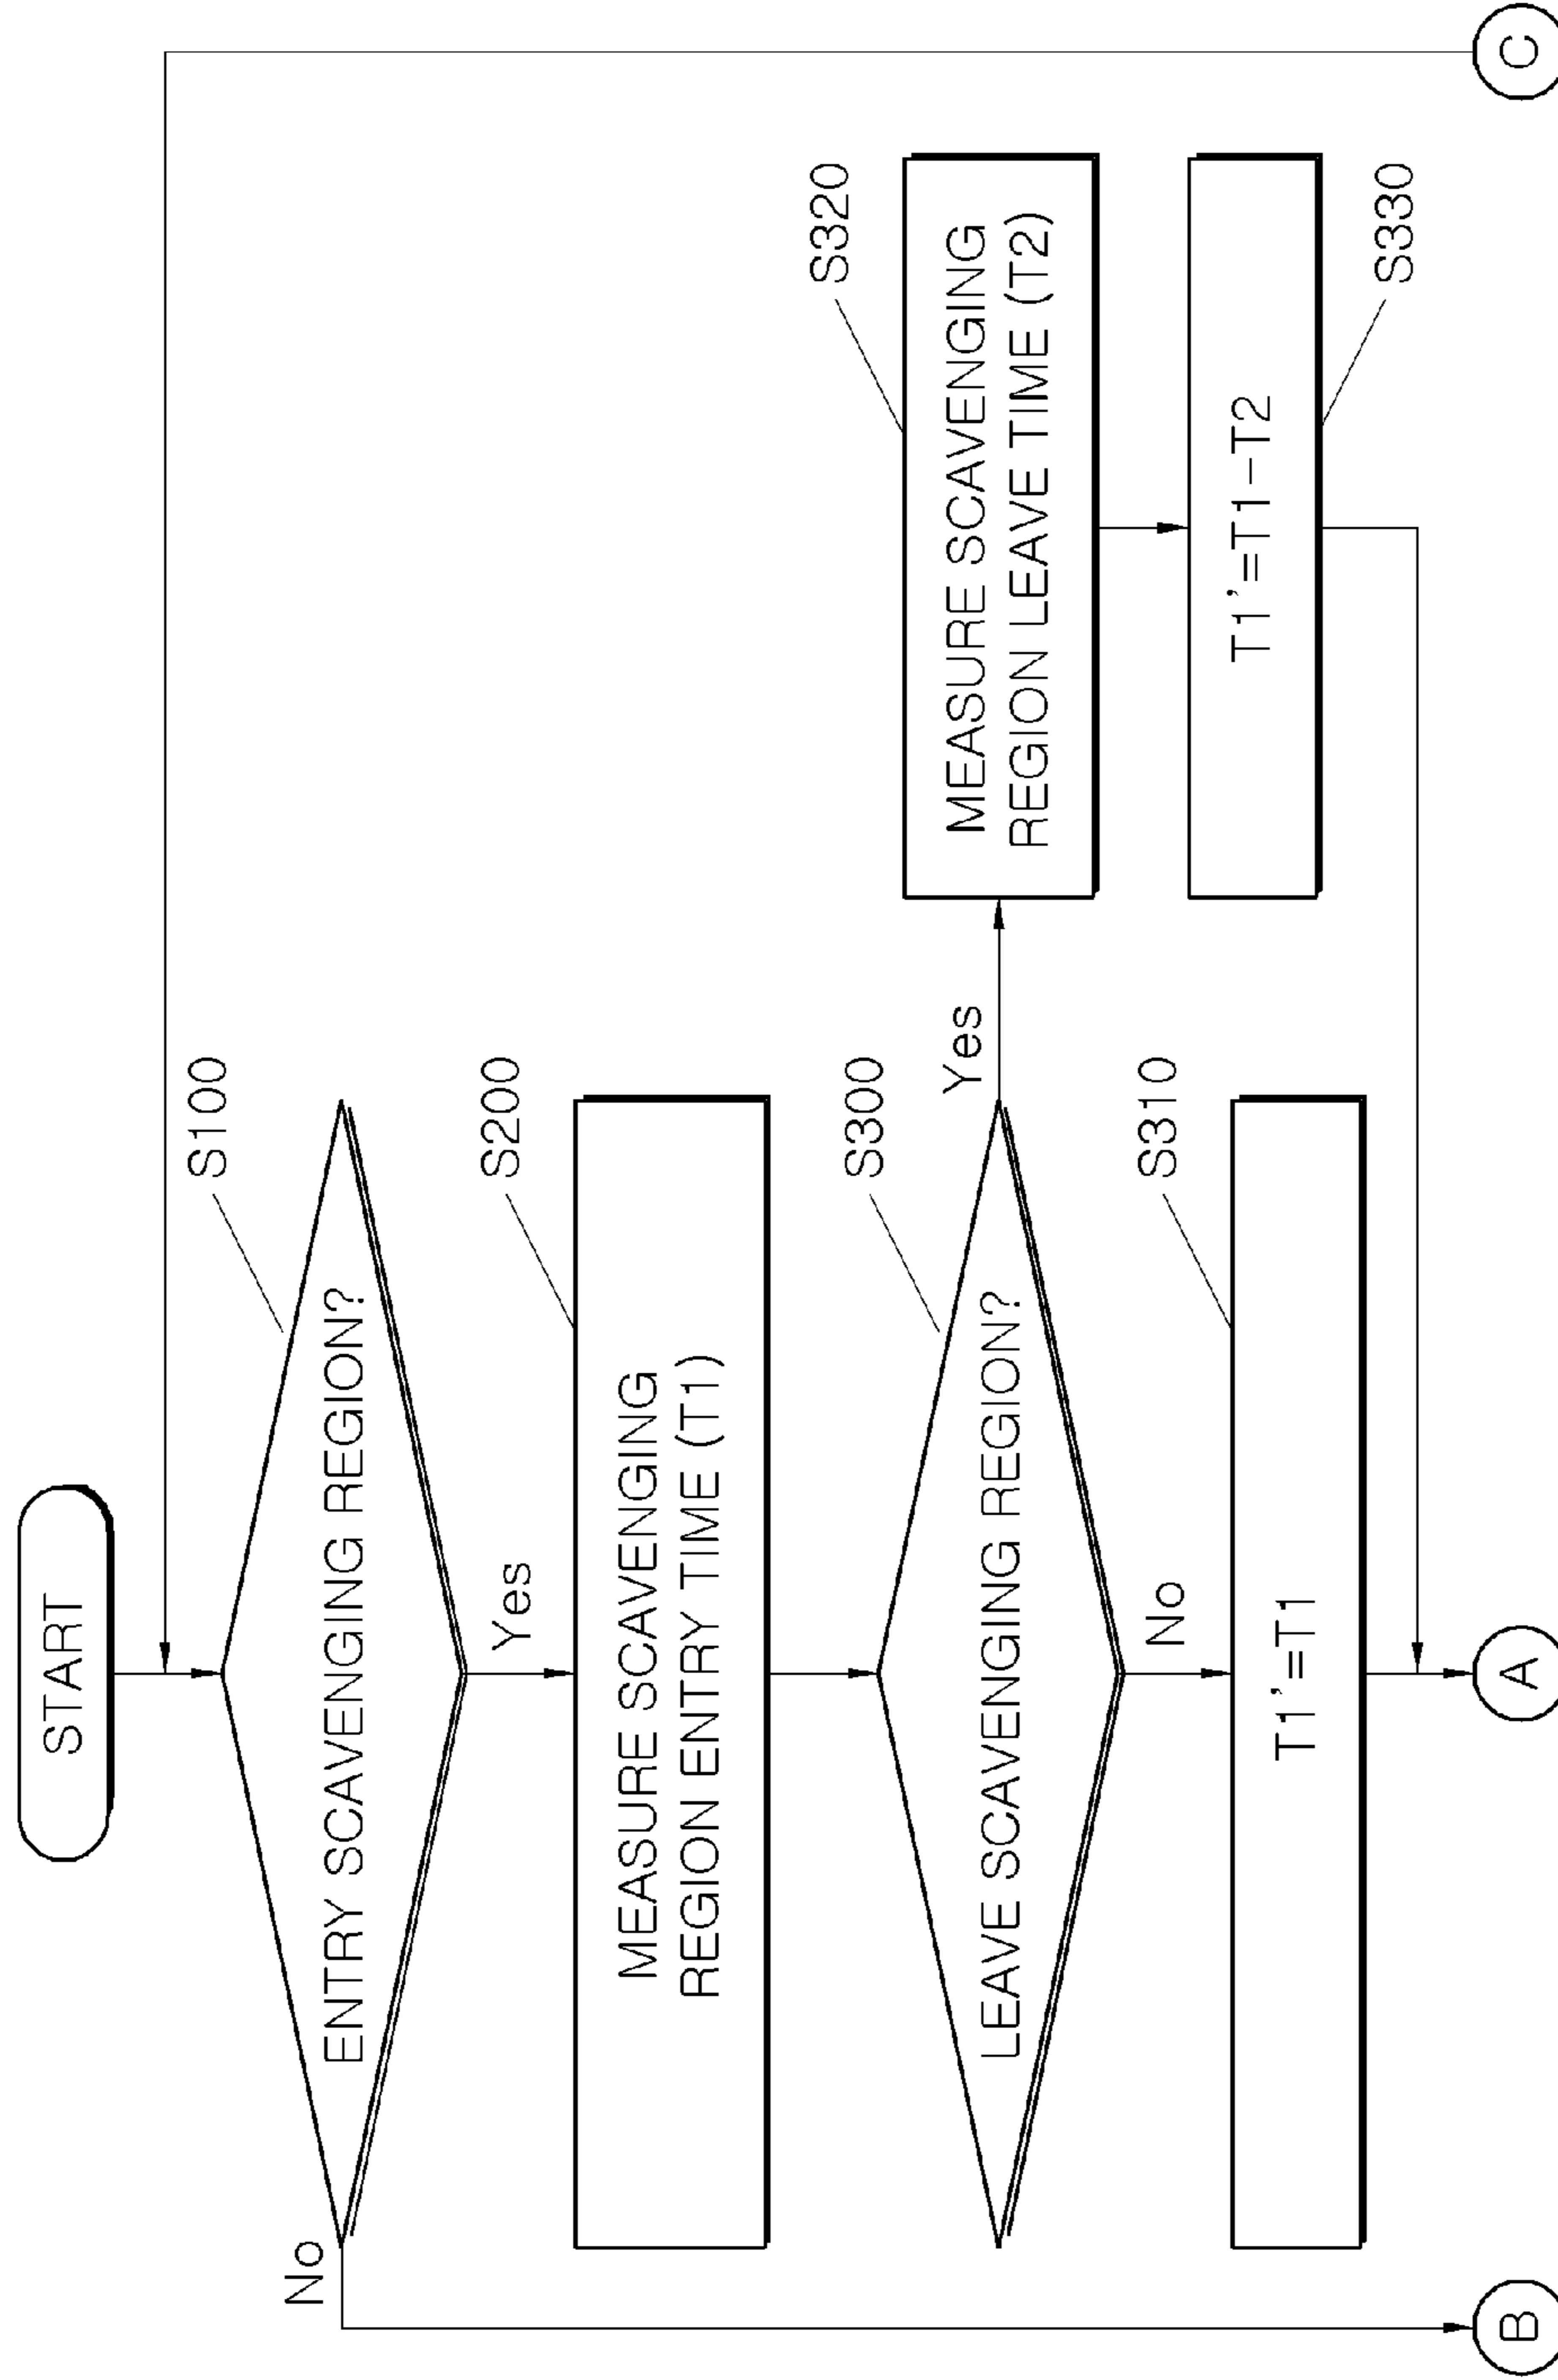 START
S100
ENTRY SCAVENGING REGION?
No
Yes
S200
MEASURE SCAVENGING
REGION ENTRY TIME (T1)
S300
LEAVE SCAVENGING REGION?
Yes
No
S320
MEASURE SCAVENGING
REGION LEAVE TIME (T2)
S310
T1'=T1
T1'=T1-T2
S330
B
A
C